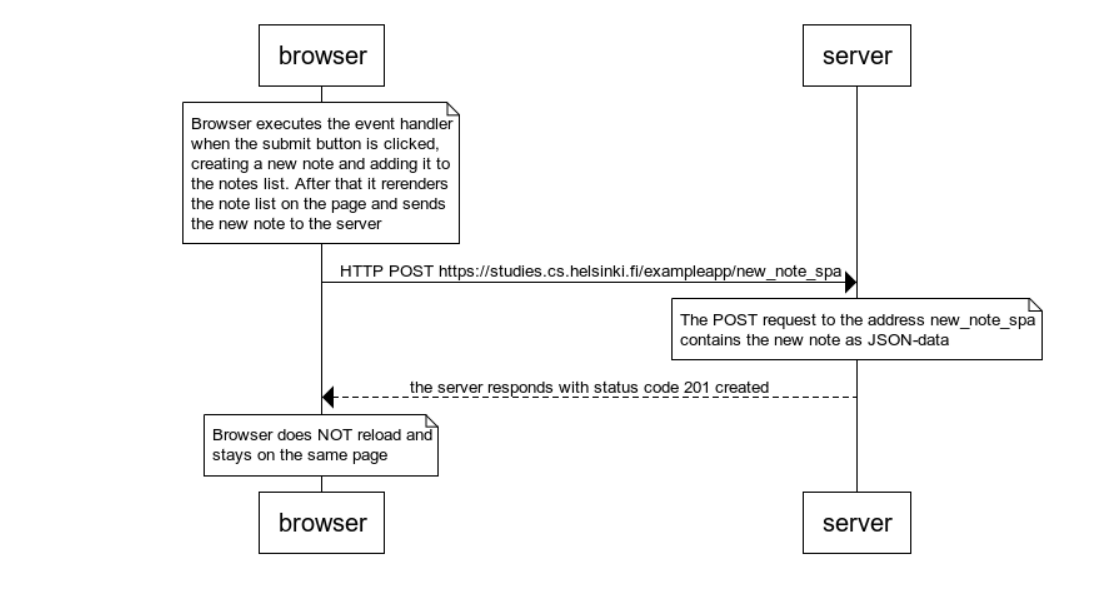 browser
server
Browser executes the event handler
when the submit button is clicked,
creating a new note and adding it to
the notes list. After that it rerenders
the note list on the page and sends
the new note to the server
HTTP POST https://studies.cs.helsinki.fi/exampleapp/new_note_spa
The POST request to the address new_note_spa
contains the new note as JSON-data
the server responds with status code 201 created
Browser does NOT reload and
stays on the same page
browser
server